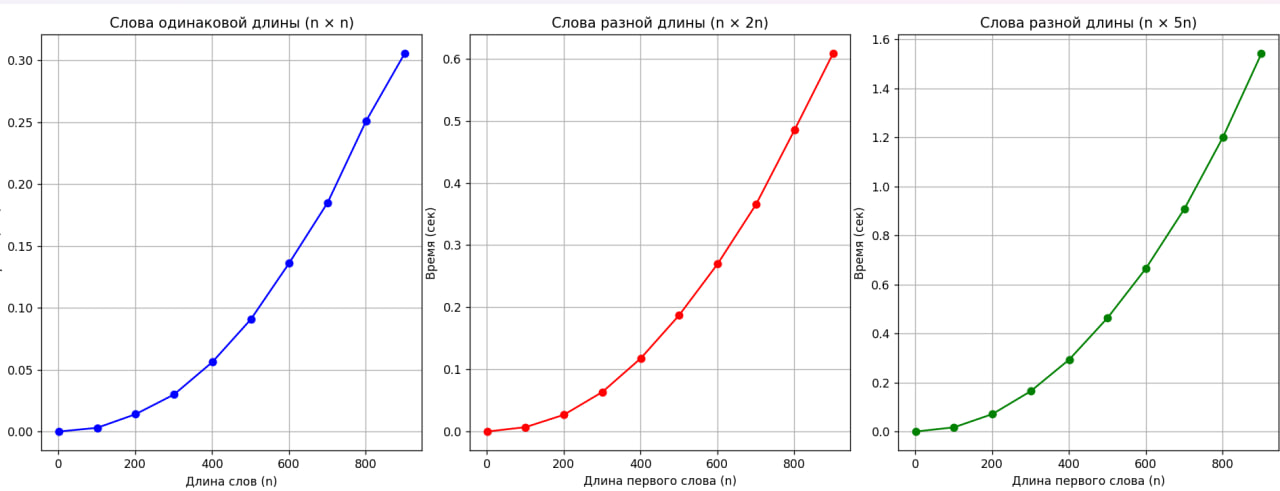 Слова одинаковой длины (n × n)
0.30
0.25
0.20
0.15
0.10
0.05
0.00
0 200 400 600 800
Длина слов (n)
Слова разной длины (n × 2n)
Время (сек)
0.6
0.5
0.4
0.3
0.2
0.1
0.0
0 200 400 600 800
Длина первого слова (n)
Слова разной длины (n × 5n)
Время (сек)
1.6
1.4
1.2
1.0
0.8
0.6
0.4
0.2
0.0
0 200 400 600 800
Длина первого слова (n)